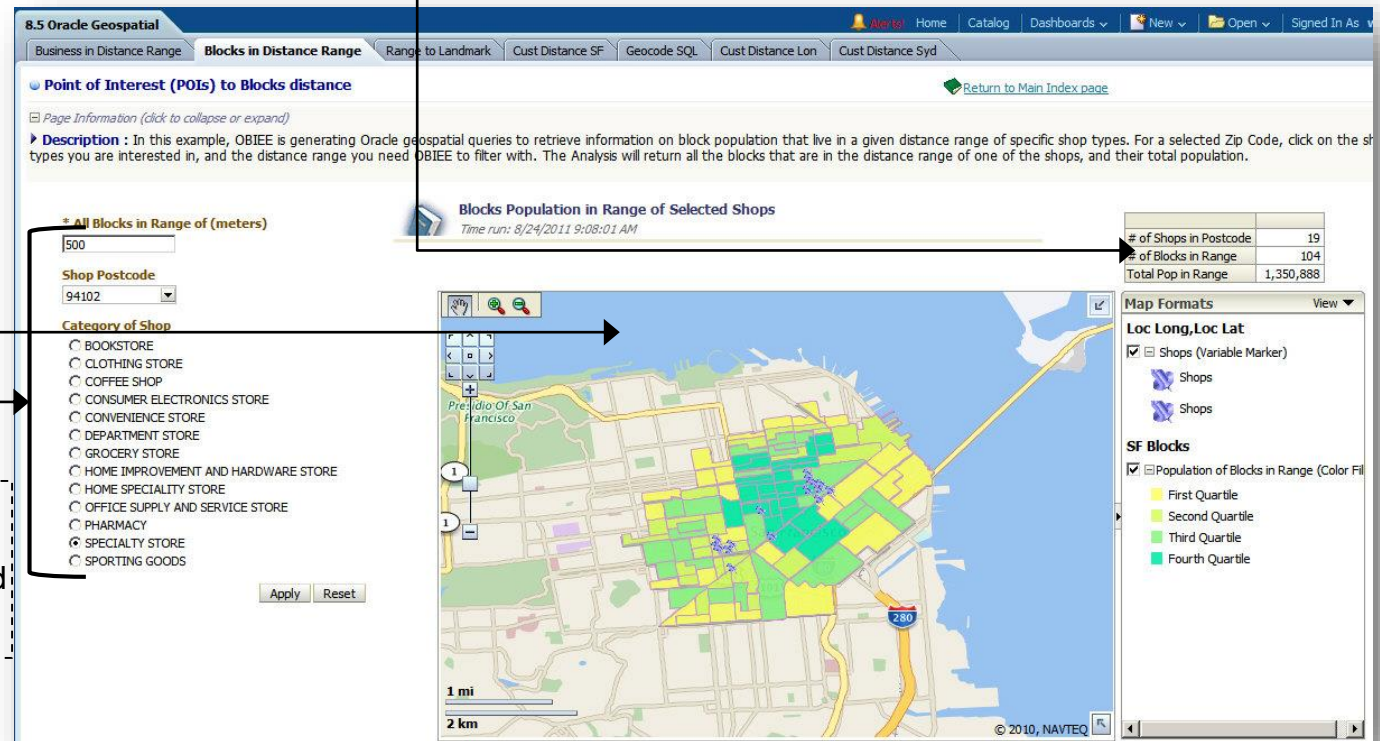 8.5 Oracle Geospatial
Alerts! Home Catalog Dashboards New Open Signed In As
Business in Distance Range Blocks in Distance Range Range to Landmark Cust Distance SF Geocode SQL Cust Distance Lon Cust Distance Syd
Point of Interest (POIs) to Blocks distance
Return to Main Index page
Page Information (click to collapse or expand)
Description : In this example, OBIEE is generating Oracle geospatial queries to retrieve information on block population that live in a given distance range of specific shop types. For a selected Zip Code, click on the
types you are interested in, and the distance range you need OBIEE to filter with. The Analysis will return all the blocks that are in the distance range of one of the shops, and their total population.
* All Blocks in Range of (meters)
500
Shop Postcode
94102
Category of Shop
BOOKSTORE
CLOTHING STORE
COFFEE SHOP
CONSUMER ELECTRONICS STORE
CONVENIENCE STORE
DEPARTMENT STORE
GROCERY STORE
HOME IMPROVEMENT AND HARDWARE STORE
HOME SPECIALITY STORE
OFFICE SUPPLY AND SERVICE STORE
PHARMACY
SPECIALTY STORE
SPORTING GOODS
Apply Reset
Blocks Population in Range of Selected Shops
Time run: 8/24/2011 9:08:01 AM
# of Shops in Postcode 19
# of Blocks in Range 104
Total Pop in Range 1,350,888
Presidio Of San
Francisco
1
1
101
280
1 mi
2 km
© 2010, NAVTEQ
Map Formats View
Loc Long,Loc Lat
Shops (Variable Marker)
Shops
Shops
SF Blocks
Population of Blocks in Range (Color Fil
First Quartile
Second Quartile
Third Quartile
Fourth Quartile